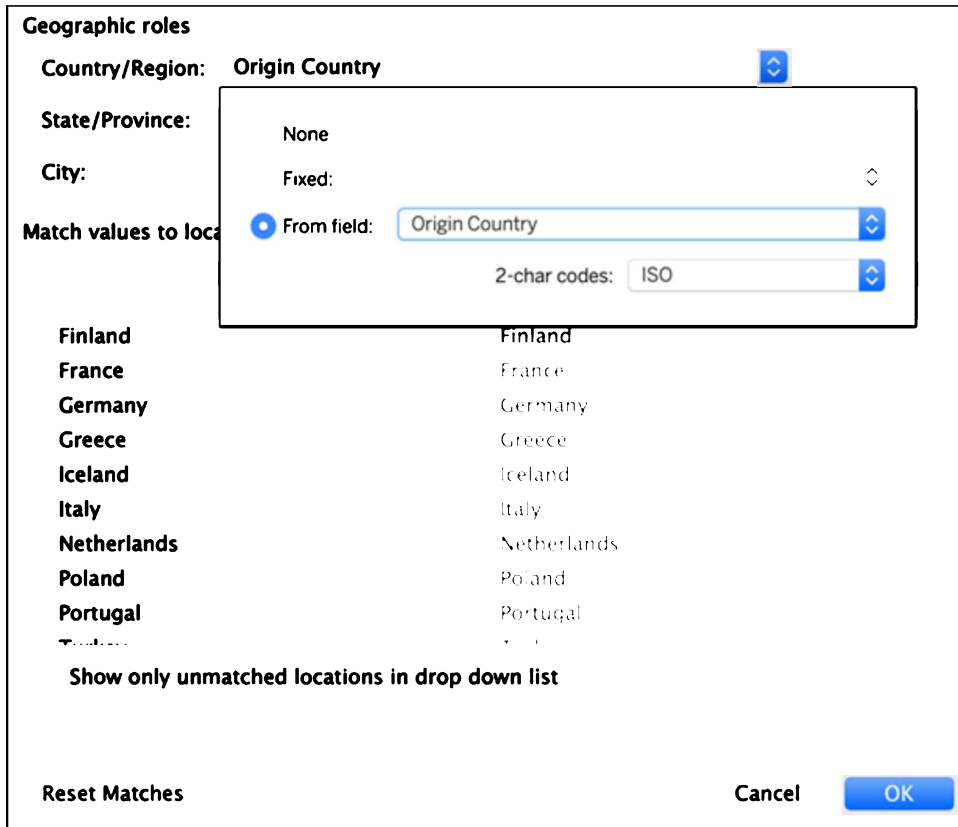 Geographic roles
Country/Region: Origin Country
State/Province:
None
City:
Fixed:
Match values to loca
From field: Origin Country
2-char codes: ISO
Finland Finland
France France
Germany Germany
Greece Greece
Iceland Iceland
Italy Italy
Netherlands Netherlands
Poland Poland
Portugal Portugal
Show only unmatched locations in drop down list
Reset Matches Cancel OK